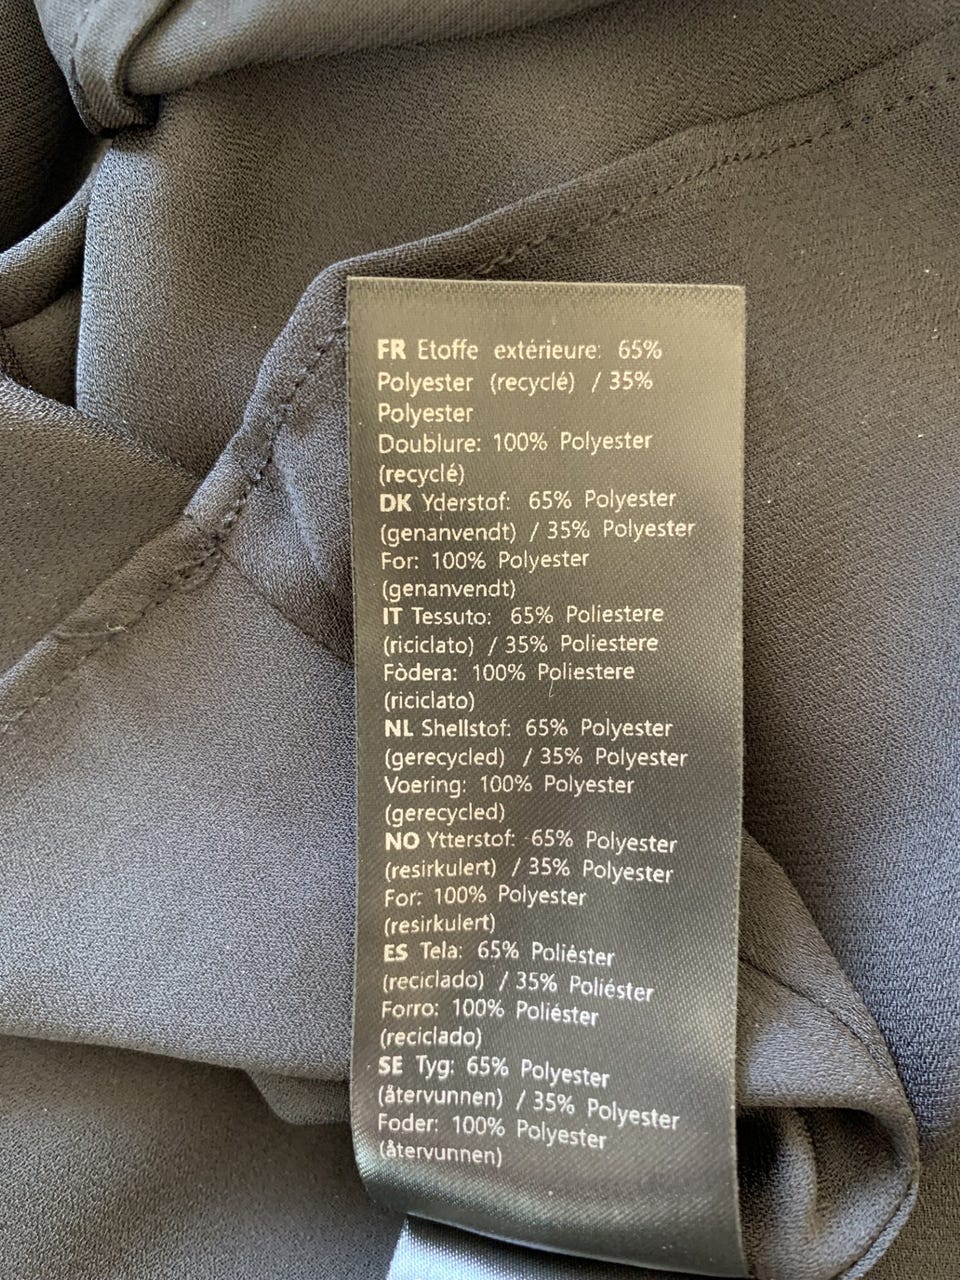 FR Etoffe extérieure: 65%
Polyester (recyclé) / 35%
Polyester
Doublure: 100% Polyester
(recyclé)
DK Yderstof: 65% Polyester
(genanvendt) / 35% Polyester
For: 100% Polyester
(genanvendt)
IT Tessuto: 65% Poliestere
(riciclato) / 35% Poliestere
Fòdera: 100% Poliestere
(riciclato)
NL Shellstof: 65% Polyester
(gerecycled) / 35% Polyester
Voering: 100% Polyester
(gerecycled)
NO Ytterstof: 65% Polyester
(resirkulert) / 35% Polyester
For: 100% Polyester
(resirkulert)
ES Tela: 65% Poliéster
(reciclado) / 35% Poliéster
Forro: 100% Poliéster
(reciclado)
SE Tyg: 65% Polyester
(återvunnen) / 35% Polyester
Foder: 100% Polyester
(återvunnen)